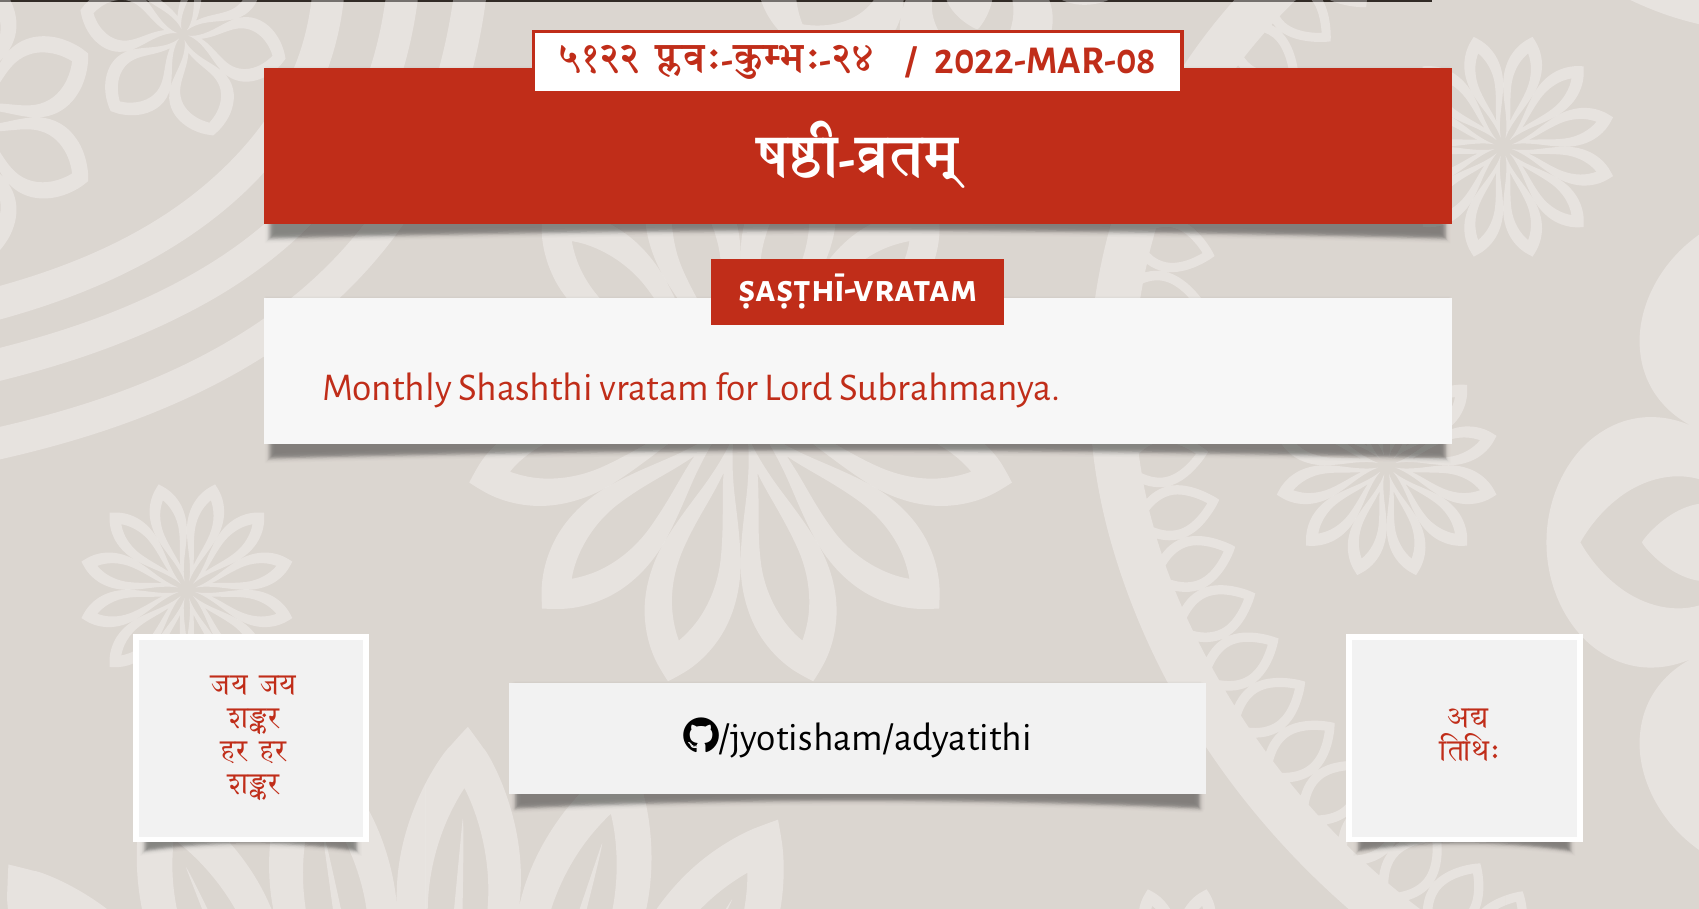 ५१२२ प्लवः-कुम्भः-२४ / 2022-MAR-08
षष्ठी-व्रतम्
ṢAṢṬHĪ-VRATAM
Monthly Shashthi vratam for Lord Subrahmanya.
जय जय
शङ्कर
हर हर
शङ्कर
/jyotisham/adyatithi
अद्य
तिथिः